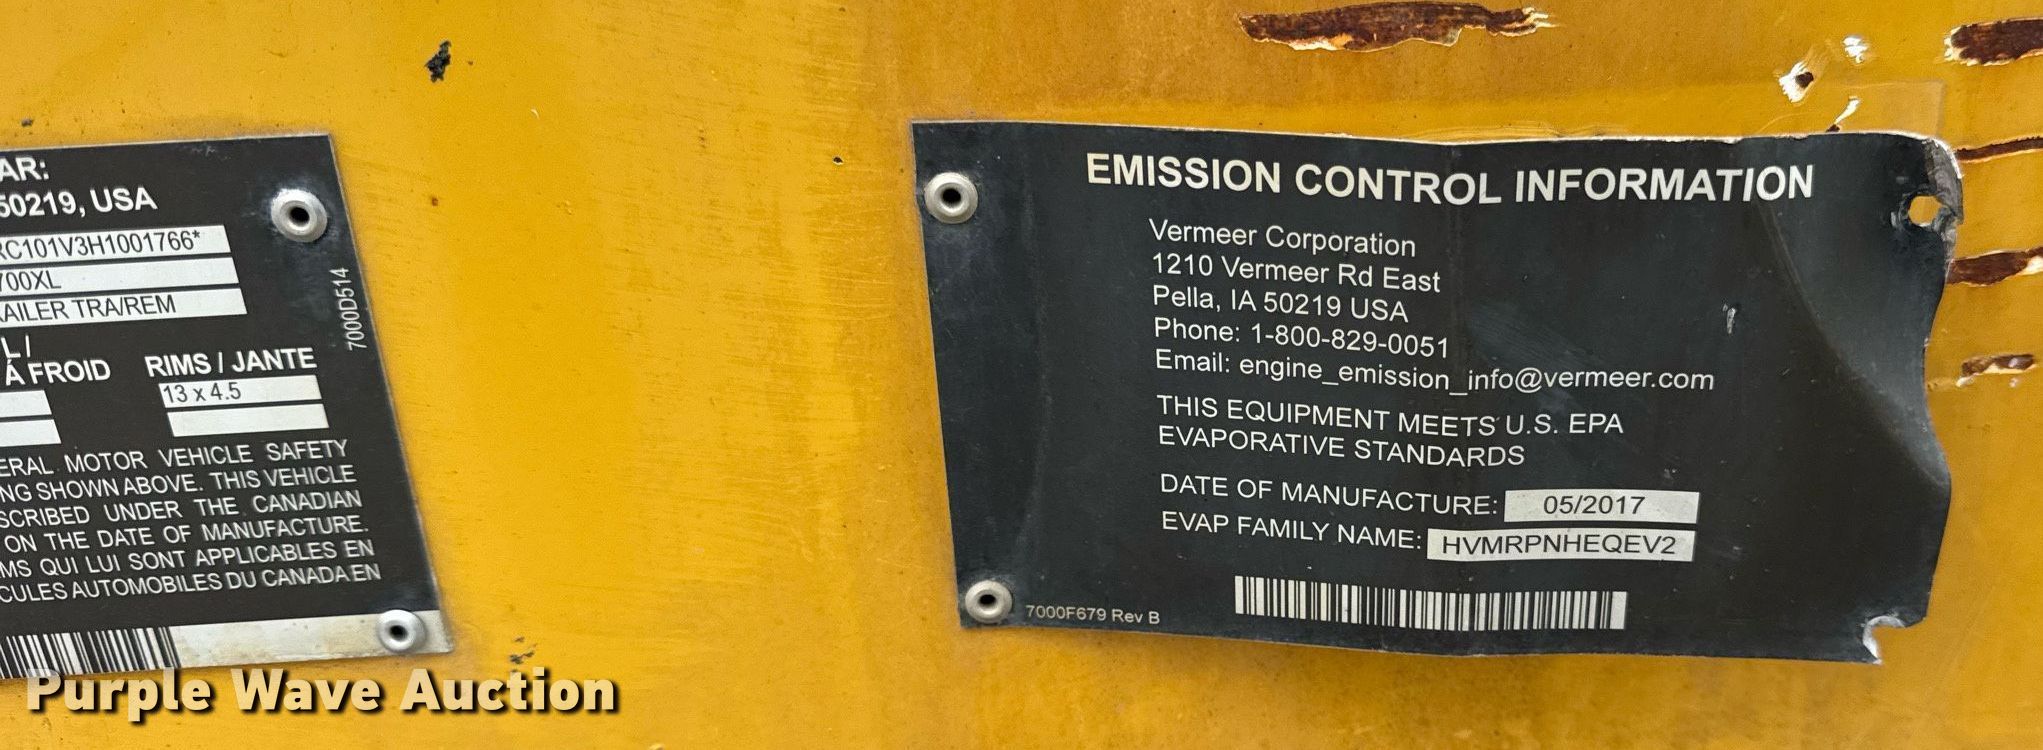 AR:
50219, USA
RC101V3H1001766*
700XL
AILER TRA/REM
L /
Á FROID
RIMS / JANTE
13 x 4.5
7000D514
ERAL MOTOR VEHICLE SAFETY
NG SHOWN ABOVE. THIS VEHICLE
SCRIBED UNDER THE CANADIAN
ON THE DATE OF MANUFACTURE.
MS QUI LUI SONT APPLICABLES EN
CULES AUTOMOBILES DU CANADA EN
EMISSION CONTROL INFORMATION
Vermeer Corporation
1210 Vermeer Rd East
Pella, IA 50219 USA
Phone: 1-800-829-0051
Email: engine_emission_info@vermeer.com
THIS EQUIPMENT MEETS U.S. EPA
EVAPORATIVE STANDARDS
DATE OF MANUFACTURE: 05/2017
EVAP FAMILY NAME: HVMRPNHEQEV2
7000F679 Rev B
Purple Wave Auction